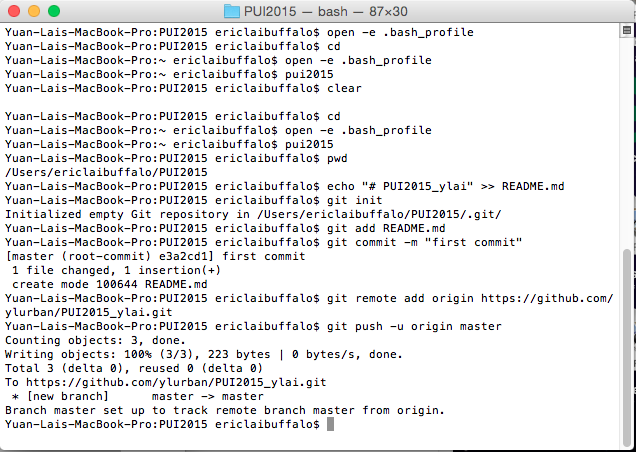 PUI2015 — bash — 87×30
Yuan-Lais-MacBook-Pro:PUI2015 ericlaibuffalo$ open -e .bash_profile
Yuan-Lais-MacBook-Pro:PUI2015 ericlaibuffalo$ cd
Yuan-Lais-MacBook-Pro:~ ericlaibuffalo$ open -e .bash_profile
Yuan-Lais-MacBook-Pro:~ ericlaibuffalo$ pui2015
Yuan-Lais-MacBook-Pro:PUI2015 ericlaibuffalo$ clear

Yuan-Lais-MacBook-Pro:PUI2015 ericlaibuffalo$ cd
Yuan-Lais-MacBook-Pro:~ ericlaibuffalo$ open -e .bash_profile
Yuan-Lais-MacBook-Pro:~ ericlaibuffalo$ pui2015
Yuan-Lais-MacBook-Pro:PUI2015 ericlaibuffalo$ pwd
/Users/ericlaibuffalo/PUI2015
Yuan-Lais-MacBook-Pro:PUI2015 ericlaibuffalo$ echo "# PUI2015_ylai" >> README.md
Yuan-Lais-MacBook-Pro:PUI2015 ericlaibuffalo$ git init
Initialized empty Git repository in /Users/ericlaibuffalo/PUI2015/.git/
Yuan-Lais-MacBook-Pro:PUI2015 ericlaibuffalo$ git add README.md
Yuan-Lais-MacBook-Pro:PUI2015 ericlaibuffalo$ git commit -m "first commit"
[master (root-commit) e3a2cd1] first commit
 1 file changed, 1 insertion(+)
 create mode 100644 README.md
Yuan-Lais-MacBook-Pro:PUI2015 ericlaibuffalo$ git remote add origin https://github.com/
ylurban/PUI2015_ylai.git
Yuan-Lais-MacBook-Pro:PUI2015 ericlaibuffalo$ git push -u origin master
Counting objects: 3, done.
Writing objects: 100% (3/3), 223 bytes | 0 bytes/s, done.
Total 3 (delta 0), reused 0 (delta 0)
To https://github.com/ylurban/PUI2015_ylai.git
 * [new branch]      master -> master
Branch master set up to track remote branch master from origin.
Yuan-Lais-MacBook-Pro:PUI2015 ericlaibuffalo$